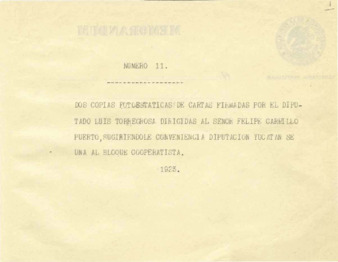 1
MEMORANDUM
NUMERO 11.
DOS COPIAS FOTOSTATICAS DE CARTAS FIRMADAS POR EL DIPU-
TADO LUIS TORREGROSA DIRIGIDAS AL SEÑOR FELIPE CARRILLO
PUERTO, CONVENIENCIA DIPUTACION YUCATAN SE
UNA AL BLOQUE COOPERATISTA.
1923.